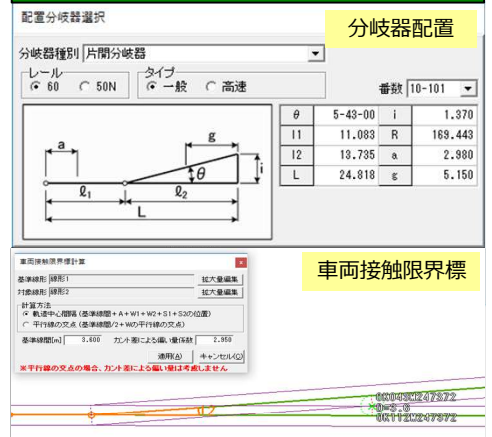 配置分岐器選択
分岐器配置
分岐器種別 片開分岐器
レール
60 50N
タイプ
一般 高速
番数 10-101
θ 5-43-00 i 1.370
l1 11.083 R 169.443
l2 13.735 a 2.980
L 24.818 g 5.150
a g θ i
ℓ1 ℓ2
L
車両接触限界標
車両接触限界標計算
基準線形 線形1 拡大量編集
対象線形 線形2 拡大量編集
計算方法
軌道中心間隔(基準線間+A+W1+W2+S1+S2の位置)
平行線の交点(基準線間/2+Wの平行線の交点)
基準線間[m] 3.600 カント差による偏い量係数 2.950
適用(A) キャンセル(C)
※平行線の交点の場合、カント差による偏い量は考慮しません
0K043M247372
D=3.6
0K112M247372